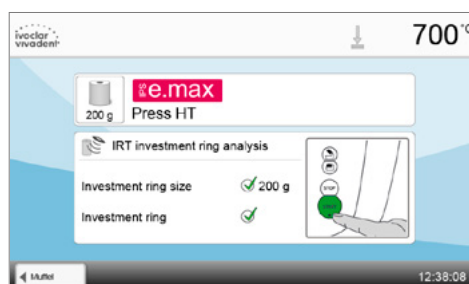 ivoclar
vivadent
700°C
200 g
IPS e.max
Press HT
IRT investment ring analysis
Investment ring size 200 g
Investment ring
STOP
Muffel
12:38:08